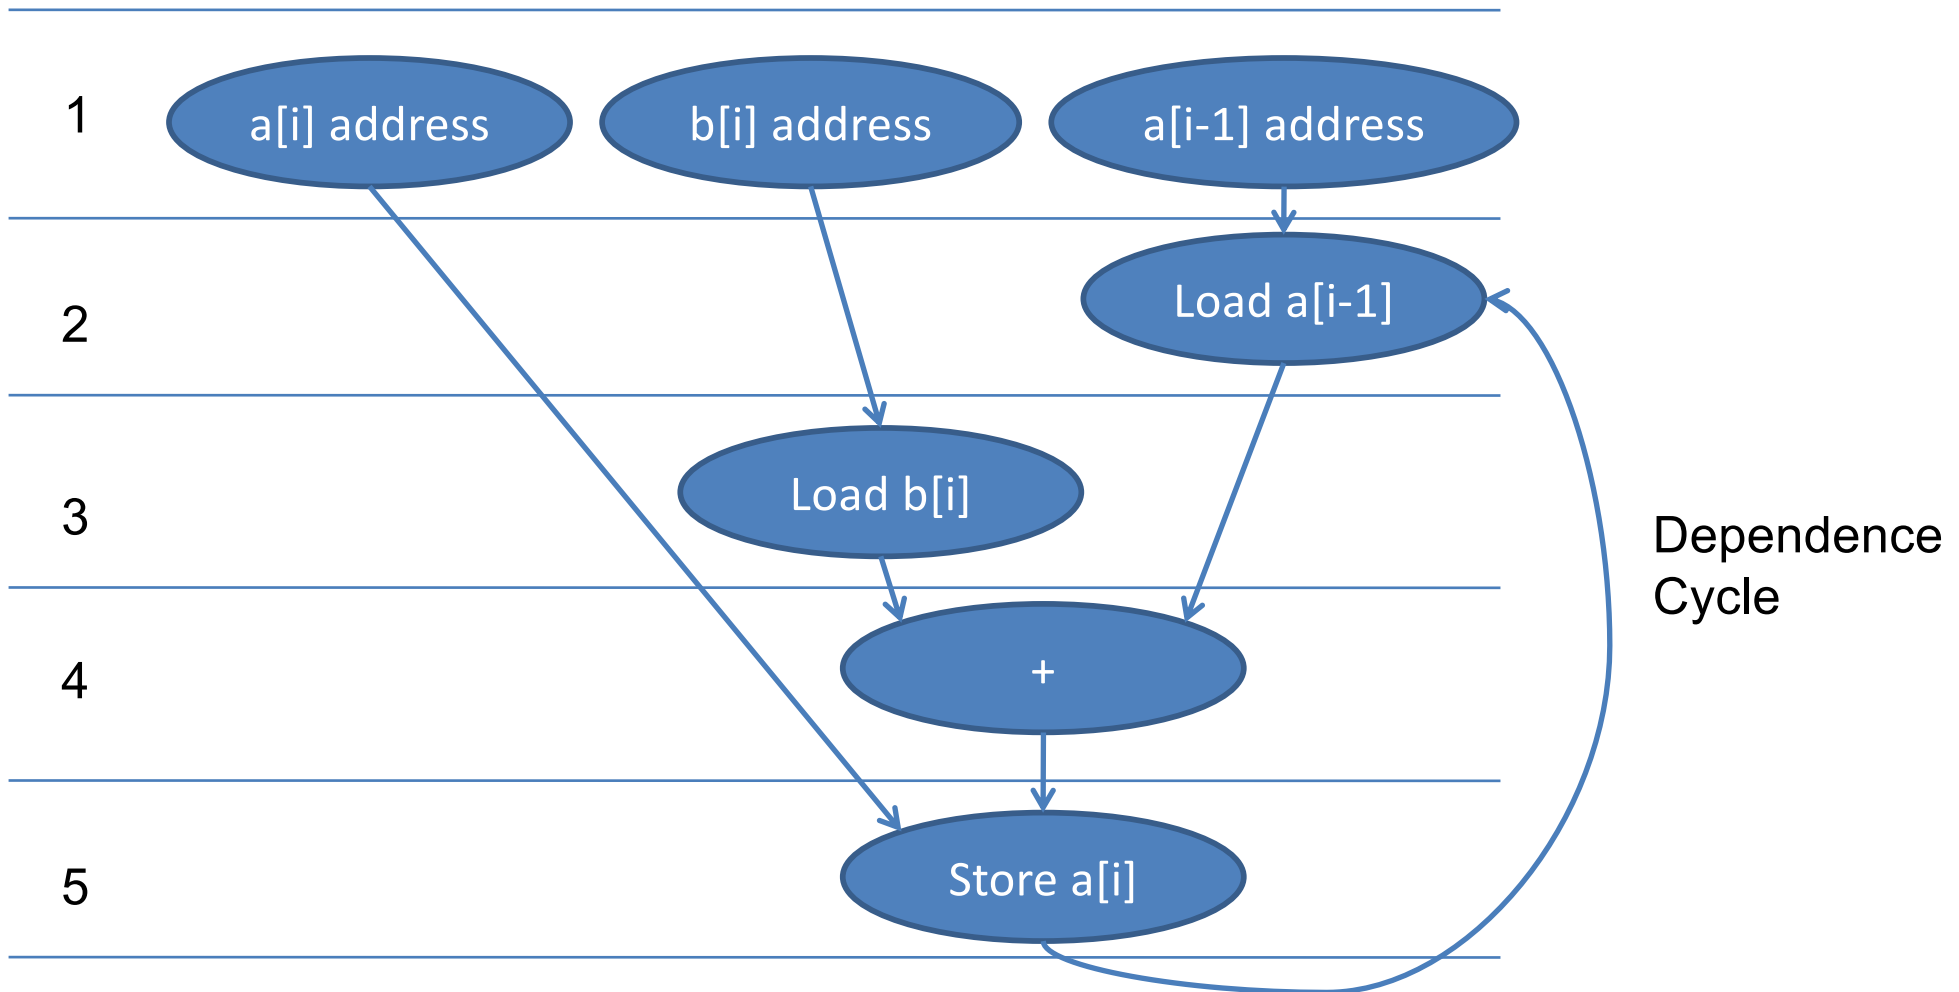 1
a[i] address
b[i] address
a[i-1] address
2
Load a[i-1]
3
Load b[i]
Dependence
Cycle
4
+
5
Store a[i]